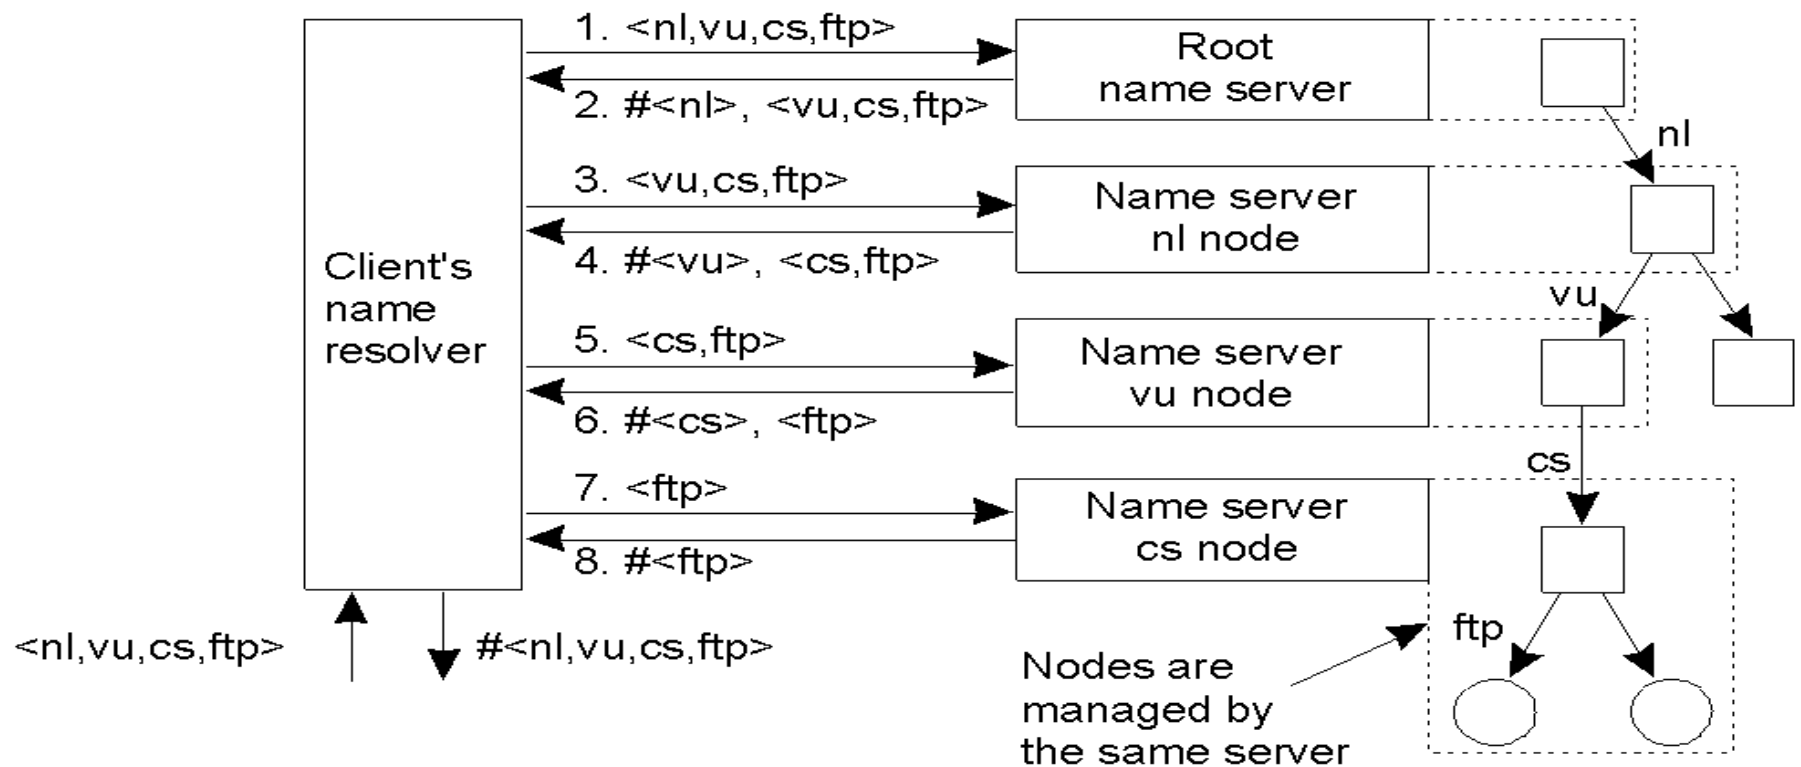 1. <nl,vu,cs,ftp>
Root
name server
2. #<nl>, <vu,cs,ftp>
nl
3. <vu,cs,ftp>
Name server
nl node
4. #<vu>, <cs,ftp>
Client's
name
resolver
vu
5. <cs,ftp>
Name server
vu node
6. #<cs>, <ftp>
cs
7. <ftp>
Name server
cs node
8. #<ftp>
<nl,vu,cs,ftp>
#<nl,vu,cs,ftp>
ftp
Nodes are
managed by
the same server